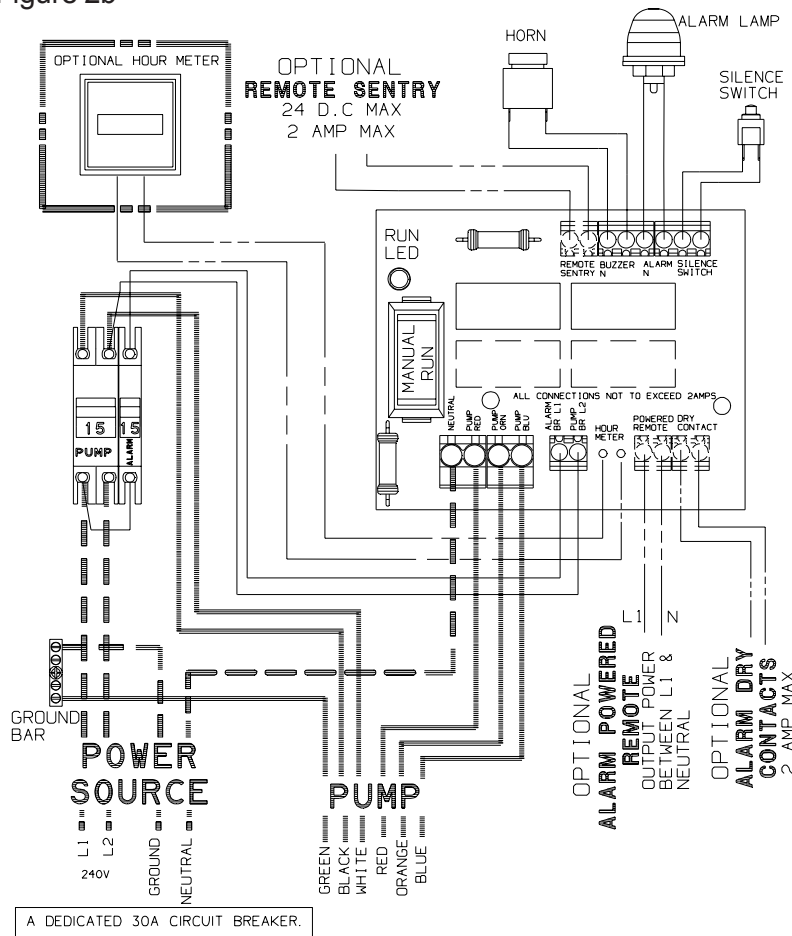 Figure 2b
OPTIONAL HOUR METER
OPTIONAL
REMOTE SENTRY
24 D.C MAX
2 AMP MAX
HORN
ALARM LAMP
SILENCE
SWITCH
RUN
LED
REMOTE
SENTRY
BUZZER
N
ALARM
N
SILENCE
SWITCH
MANUAL
RUN
ALL CONNECTIONS NOT TO EXCEED 2AMPS
NEUTRAL
PUMP
RED
PUMP
ORN
PUMP
BLU
ALARM
BR L1
PUMP
BR L2
HOUR
METER
POWERED
REMOTE
DRY
CONTACT
15
PUMP
15
ALARM
GROUND
BAR
POWER
SOURCE
L1
L2
240V
GROUND
NEUTRAL
PUMP
GREEN
BLACK
WHITE
RED
ORANGE
BLUE
L1
N
OPTIONAL
ALARM POWERED
REMOTE
OUTPUT POWER
BETWEEN L1 &
NEUTRAL
OPTIONAL
ALARM DRY
CONTACTS
2 AMP MAX
A DEDICATED 30A CIRCUIT BREAKER.